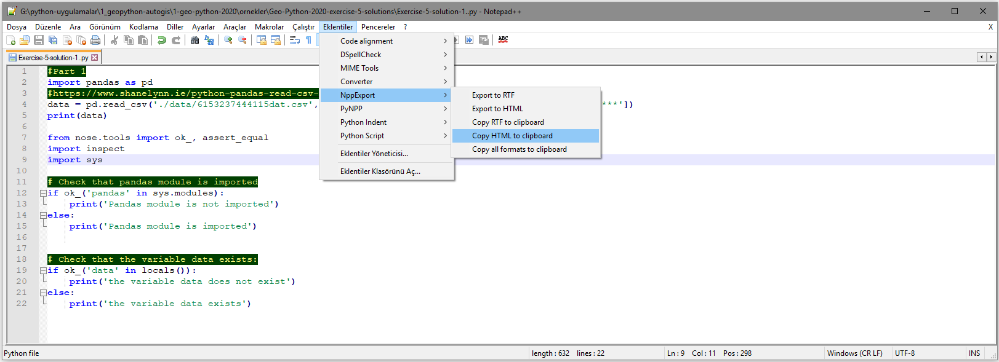 G:\python-uygulamalar\1_geopython-autogis\1-geo-python-2020\ornekler\Geo-Python-2020-exercise-5-solutions\Exercise-5-solution-1..py - Notepad++
Dosya Düzenle Ara Görünüm Kodlama Diller Ayarlar Araçlar Makrolar Çalıştır Eklentiler Pencereler ? X
ABC
Exercise-5-solution-1..py
Code alignment
DSpellCheck
MIME Tools
Converter
NppExport
PyNPP
Python Indent
Python Script
Eklentiler Yöneticisi...
Eklentiler Klasörünü Aç...
Export to RTF
Export to HTML
Copy RTF to clipboard
Copy HTML to clipboard
Copy all formats to clipboard
1 #Part 1
2 import pandas as pd
3 #https://www.shanelynn.ie/python-pandas-read-csv-
4 data = pd.read_csv('./data/6153237444115dat.csv', ***'])
5 print(data)
6
7 from nose.tools import ok_, assert_equal
8 import inspect
9 import sys
10
11 # Check that pandas module is imported
12 if ok_('pandas' in sys.modules):
13 print('Pandas module is not imported')
14 else:
15 print('Pandas module is imported')
16
17
18 # Check that the variable data exists:
19 if ok_('data' in locals()):
20 print('the variable data does not exist')
21 else:
22 print('the variable data exists')
Python file length : 632 lines : 22 Ln : 9 Col : 11 Pos : 298 Windows (CR LF) UTF-8 INS